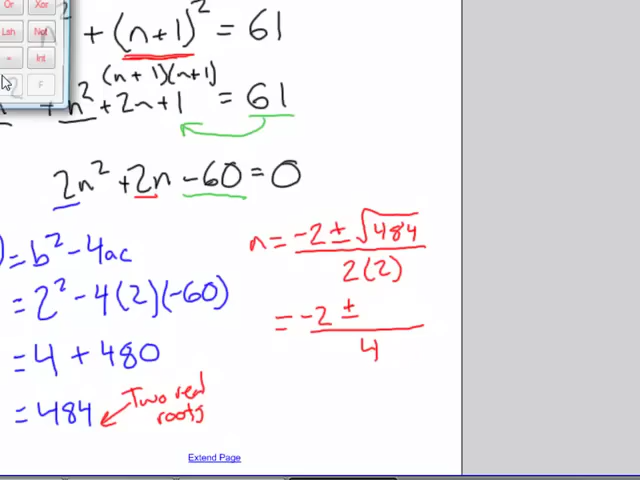 Or Xor
Lsh Not
Int
F
n² + (n+1)² = 61
(n+1)(n+1)
+ n² + 2n + 1 = 61
2n² + 2n - 60 = 0
= b² - 4ac
= 2² - 4(2)(-60)
= 4 + 480
= 484
Two real
roots
n = -2 ± √484
2(2)
= -2 ±
4
Extend Page